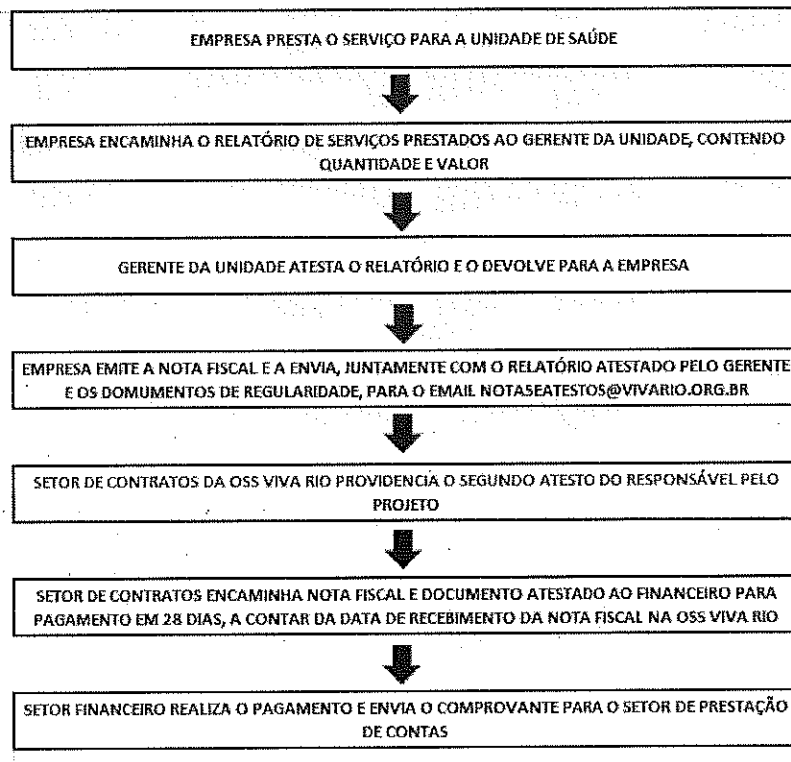 EMPRESA PRESTA O SERVIÇO PARA A UNIDADE DE SAÚDE
EMPRESA ENCAMINHA O RELATÓRIO DE SERVIÇOS PRESTADOS AO GERENTE DA UNIDADE, CONTENDO
QUANTIDADE E VALOR
GERENTE DA UNIDADE ATESTA O RELATÓRIO E O DEVOLVE PARA A EMPRESA
EMPRESA EMITE A NOTA FISCAL E A ENVIA, JUNTAMENTE COM O RELATÓRIO ATESTADO PELO GERENTE
E OS DOMUMENTOS DE REGULARIDADE, PARA O EMAIL NOTASEATESTOS@VIVARIO.ORG.BR
SETOR DE CONTRATOS DA OSS VIVA RIO PROVIDENCIA O SEGUNDO ATESTO DO RESPONSÁVEL PELO
PROJETO
SETOR DE CONTRATOS ENCAMINHA NOTA FISCAL E DOCUMENTO ATESTADO AO FINANCEIRO PARA
PAGAMENTO EM 28 DIAS, A CONTAR DA DATA DE RECEBIMENTO DA NOTA FISCAL NA OSS VIVA RIO
SETOR FINANCEIRO REALIZA O PAGAMENTO E ENVIA O COMPROVANTE PARA O SETOR DE PRESTAÇÃO
DE CONTAS